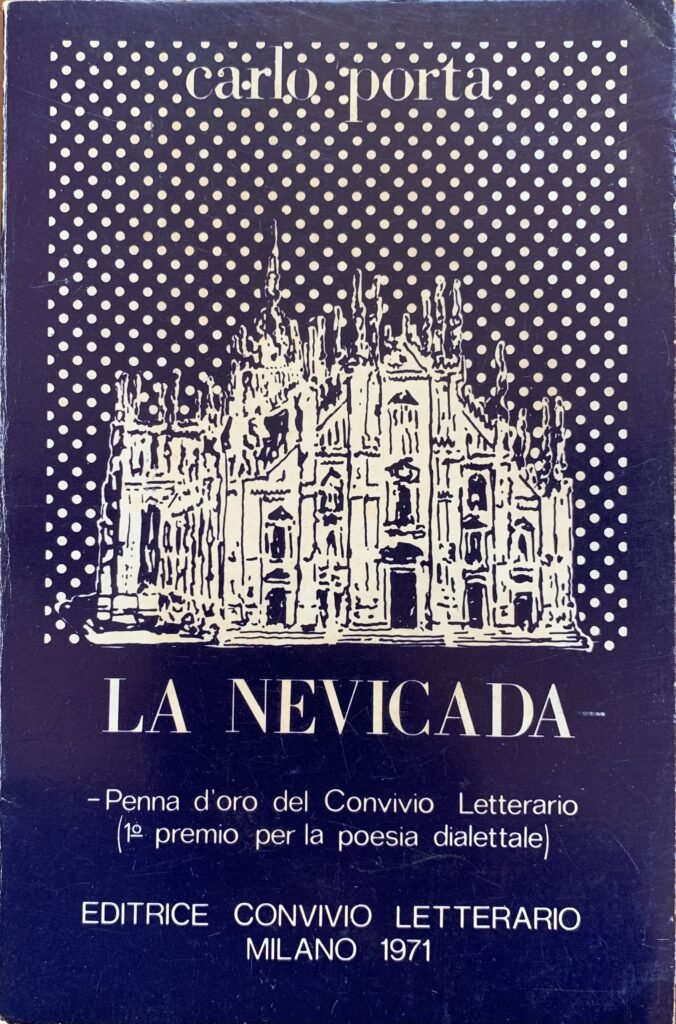 carlo porta
LA NEVICADA
-Penna d'oro del Convivio Letterario
(1º premio per la poesia dialettale)
EDITRICE CONVIVIO LETTERARIO
MILANO 1971